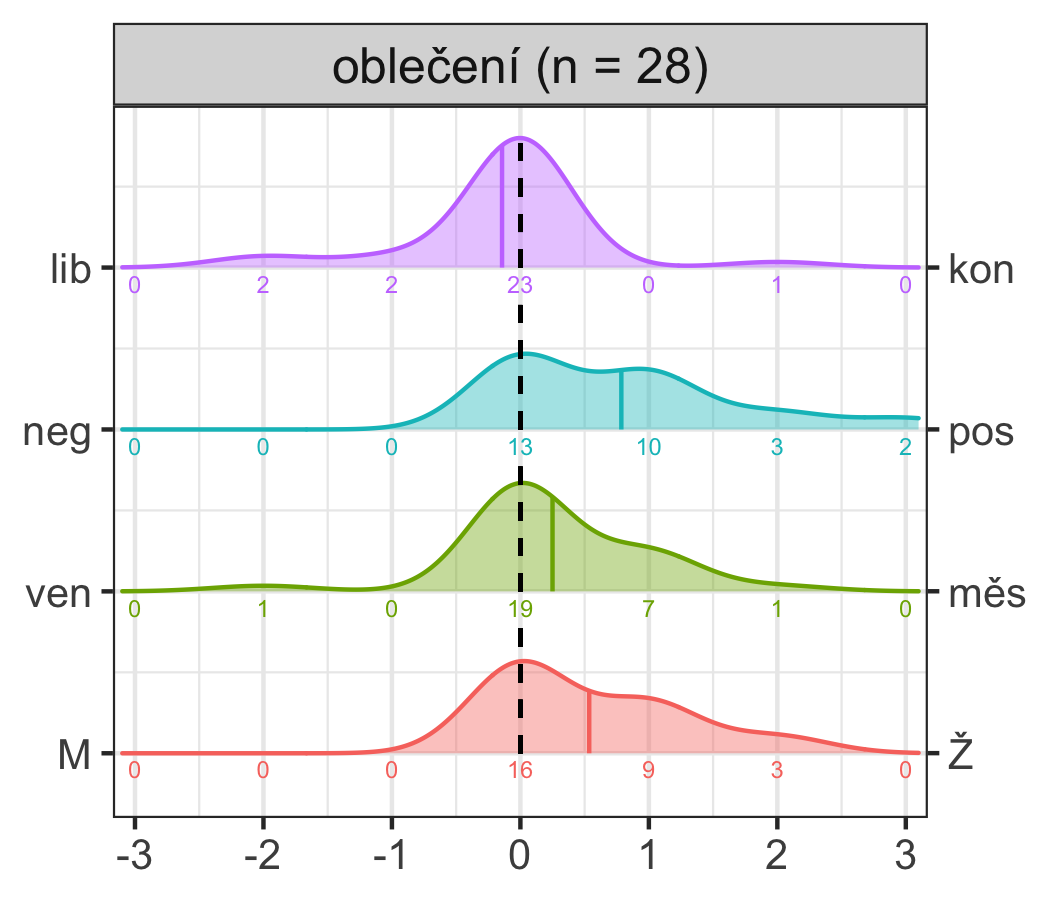 oblečení (n = 28)
lib kon
0 2 2 23 0 1 0
neg pos
0 0 0 13 10 3 2
ven měs
0 1 0 19 7 1 0
M Ž
0 0 0 16 9 3 0
-3 -2 -1 0 1 2 3